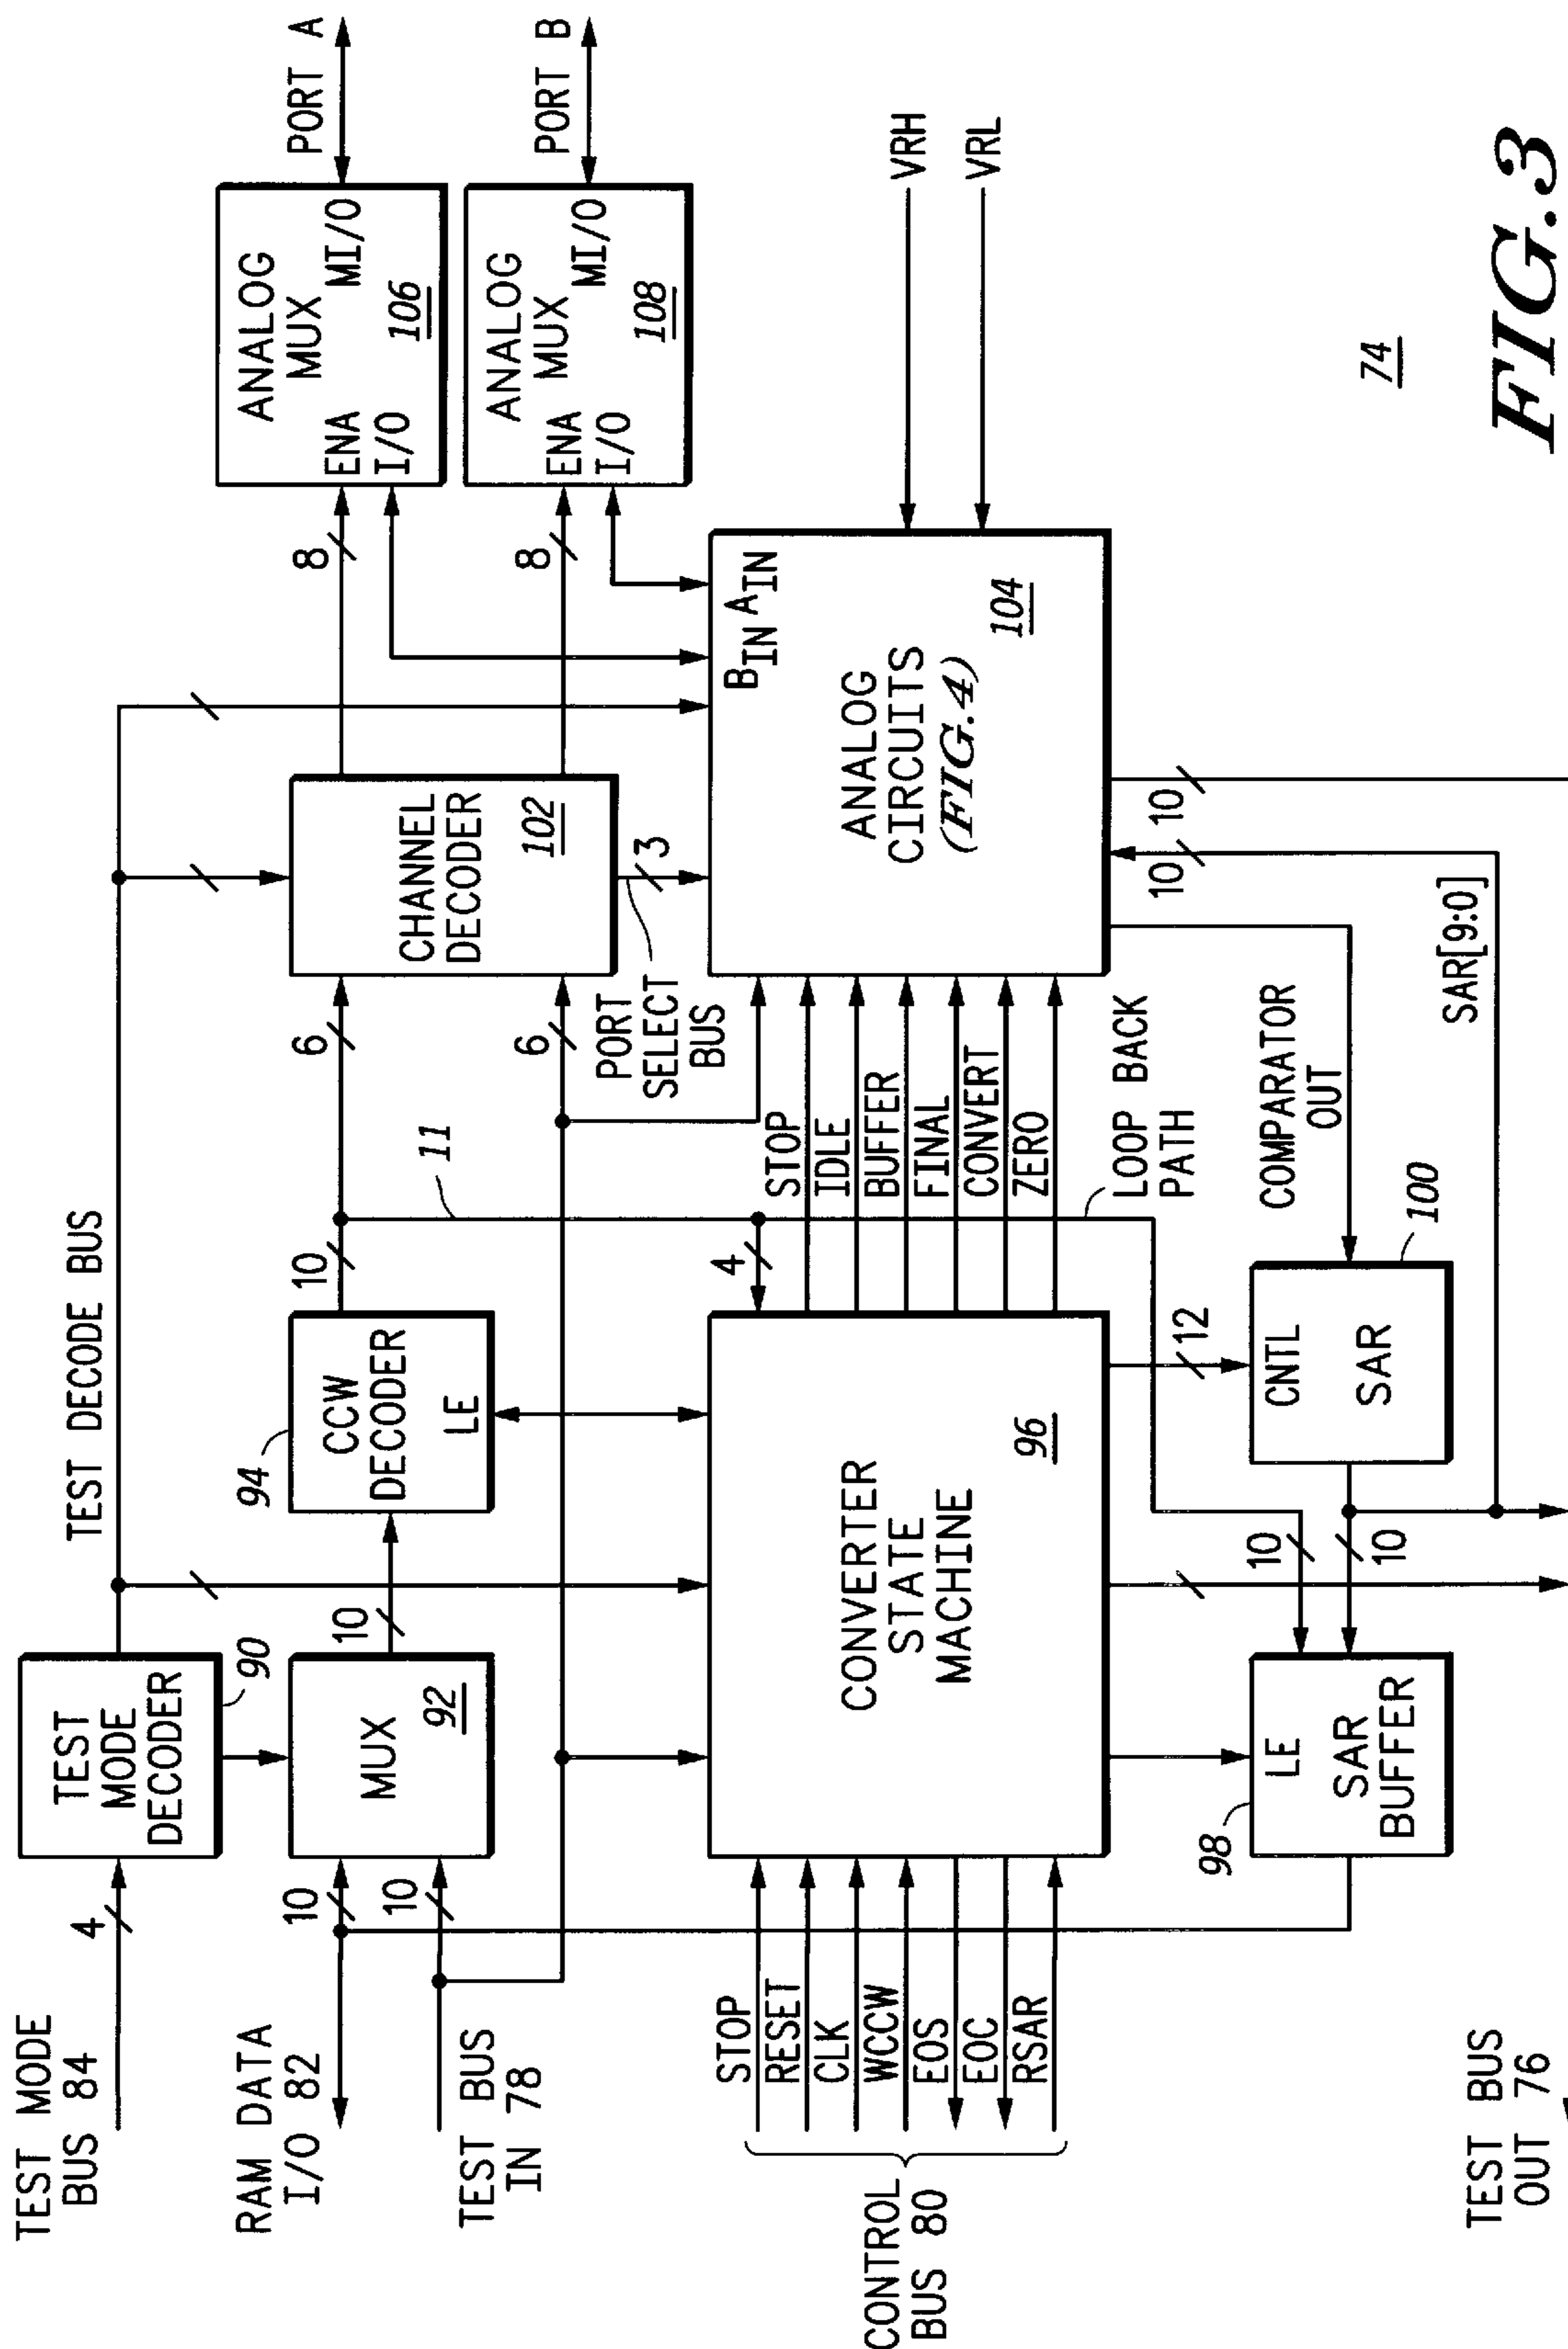 TEST MODE
BUS 84
4
TEST
MODE
DECODER
90
TEST DECODE BUS
RAM DATA
I/O 82
10
10
TEST BUS
IN 78
MUX
92
10
94
CCW
DECODER
LE
10
11
6
6
CHANNEL
DECODER
102
8
8
PORT
SELECT
BUS
3
ANALOG
MUX
ENA
MI/O
I/O
106
PORT A
ANALOG
MUX
ENA
MI/O
I/O
108
PORT B
CONTROL
BUS 80
STOP
RESET
CLK
WCCW
EOS
EOC
RSAR
CONVERTER
STATE
MACHINE
96
4
STOP
IDLE
BUFFER
FINAL
CONVERT
ZERO
LOOP BACK
PATH
BIN AIN
ANALOG
CIRCUITS
(FIG.4)
104
VRH
VRL
98
LE
SAR
BUFFER
10
10
12
CNTL
SAR
100
COMPARATOR
OUT
10
10
SAR[9:0]
TEST BUS
OUT 76
74
FIG.3